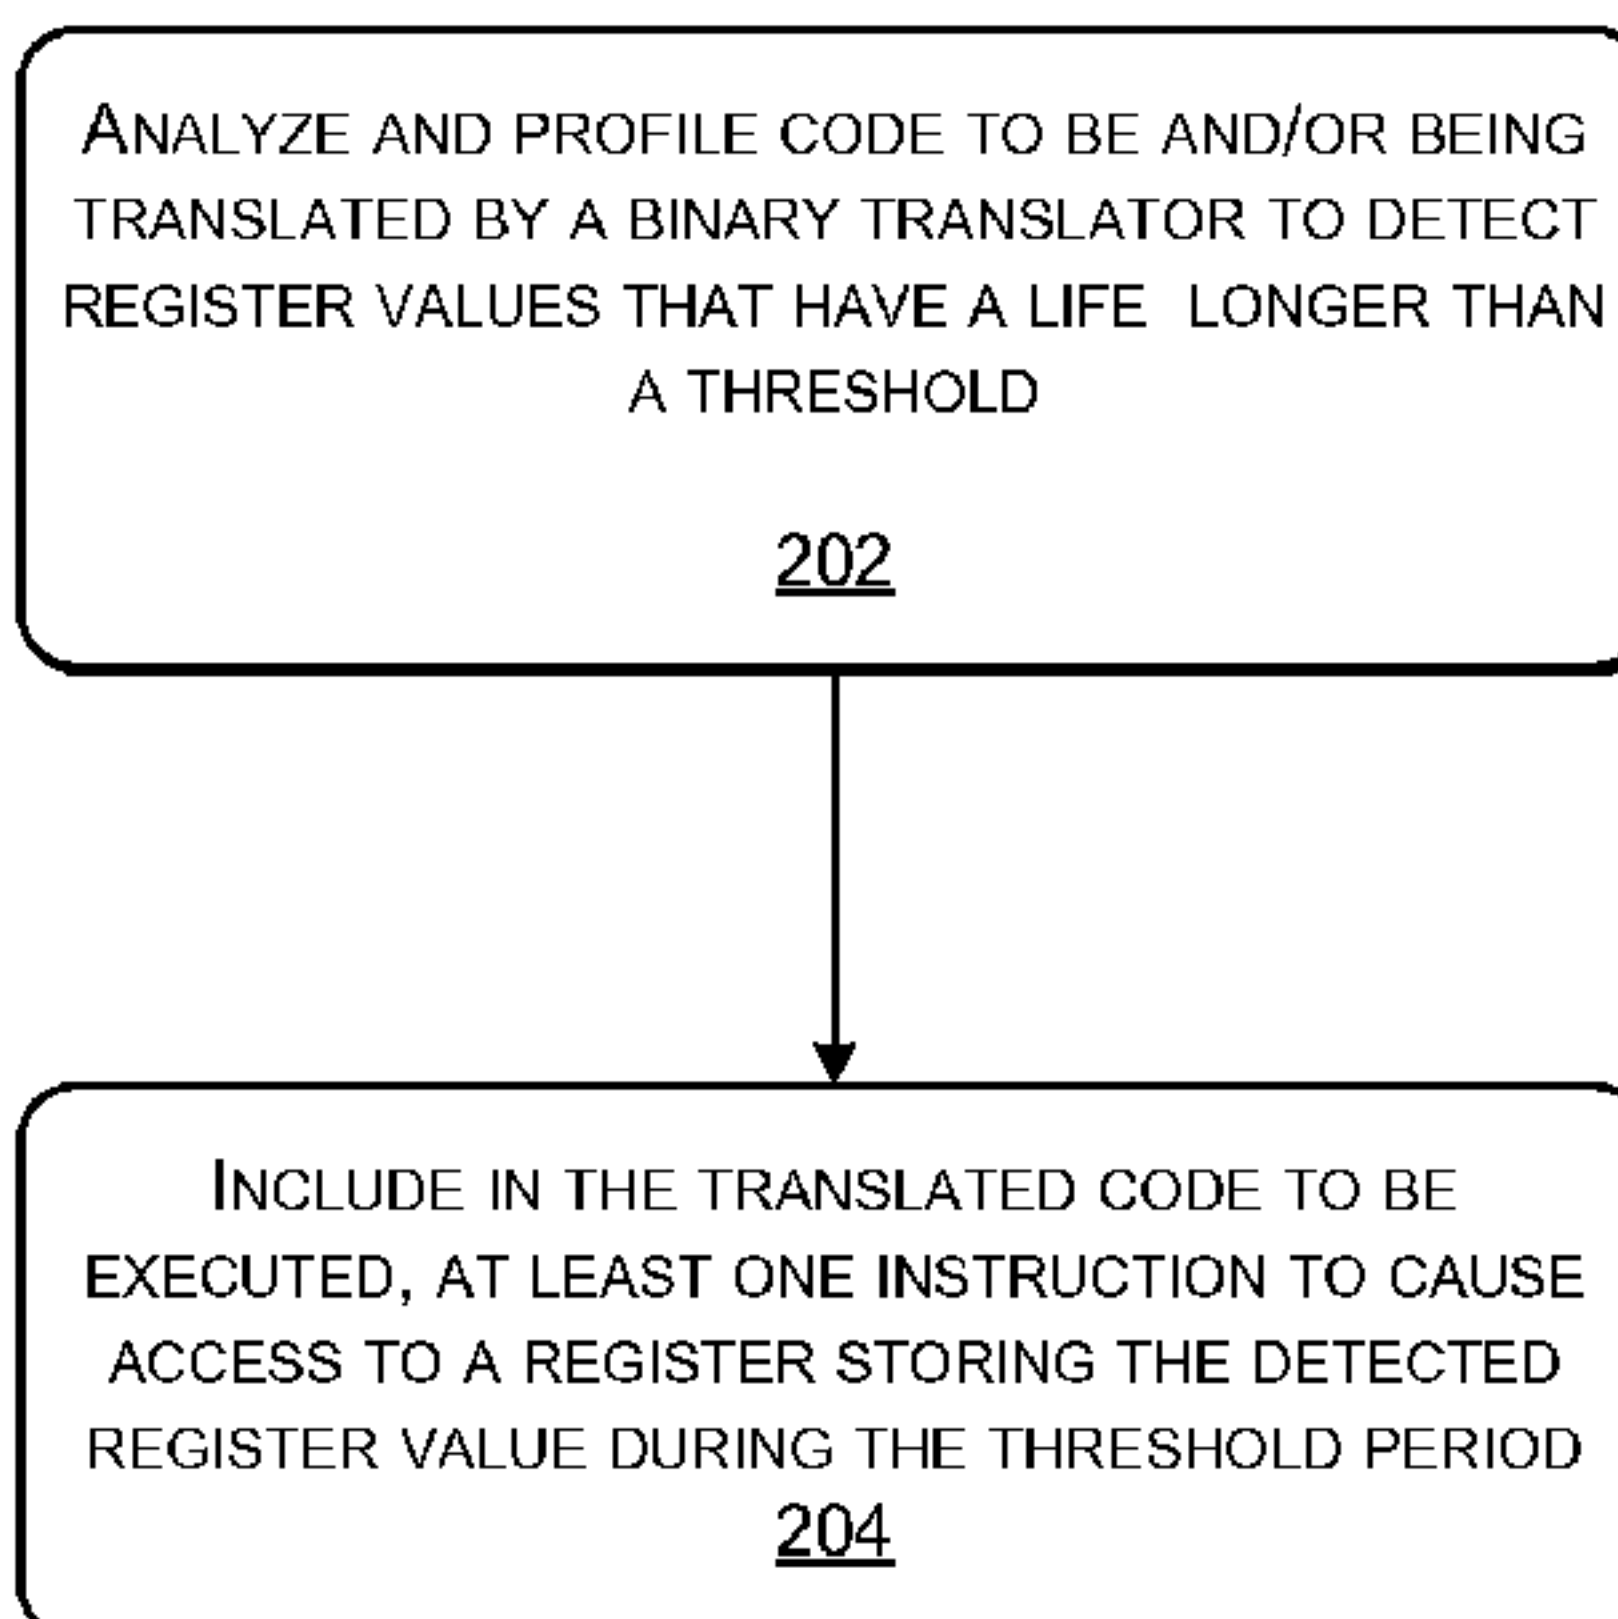 ANALYZE AND PROFILE CODE TO BE AND/OR BEING
TRANSLATED BY A BINARY TRANSLATOR TO DETECT
REGISTER VALUES THAT HAVE A LIFE LONGER THAN
A THRESHOLD
202
INCLUDE IN THE TRANSLATED CODE TO BE
EXECUTED, AT LEAST ONE INSTRUCTION TO CAUSE
ACCESS TO A REGISTER STORING THE DETECTED
REGISTER VALUE DURING THE THRESHOLD PERIOD
204